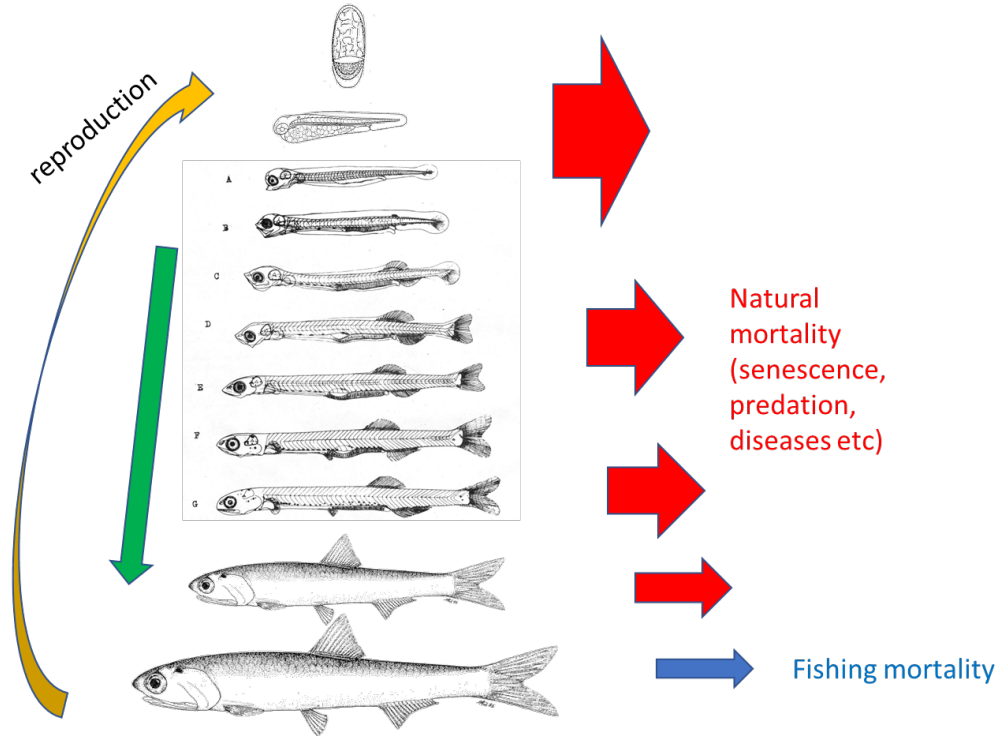 reproduction
A
B
C
D
E
F
G
Natural
mortality
(senescence,
predation,
diseases etc)
Fishing mortality